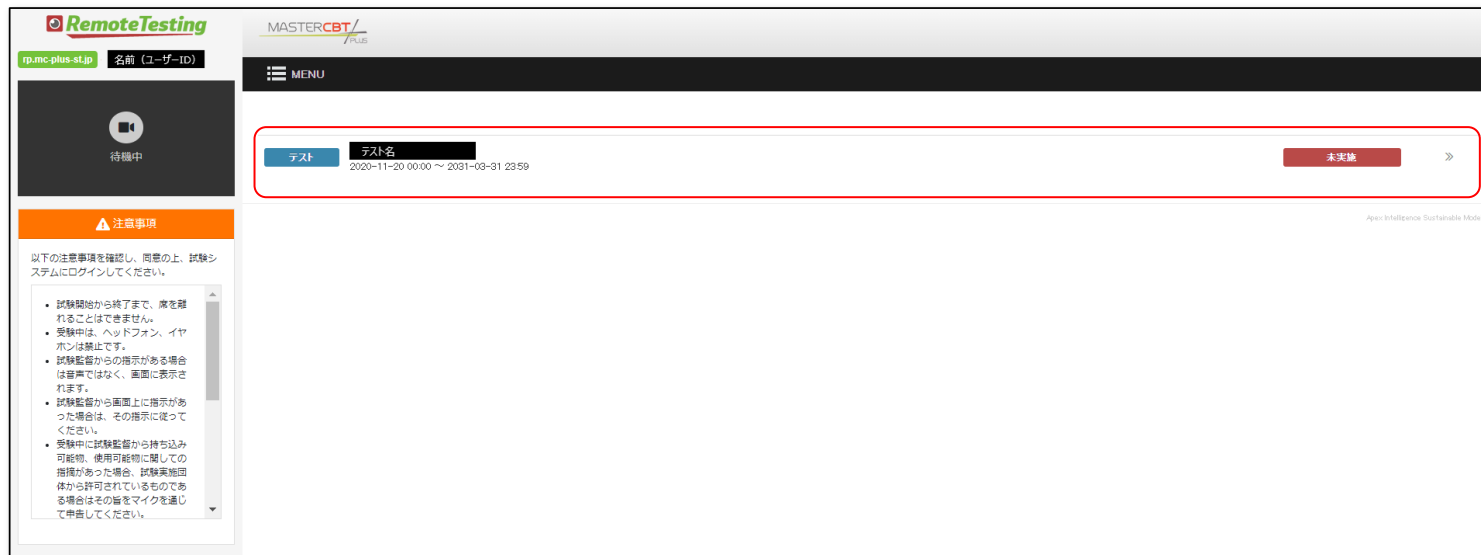 RemoteTesting
rp.mc-plus-st.jp 名前（ユーザーID）
待機中
注意事項
以下の注意事項を確認し、同意の上、試験シ
ステムにログインしてください。
• 試験開始から終了まで、席を離
れることはできません。
• 受験中は、ヘッドフォン、イヤ
ホンは禁止です。
• 試験監督からの指示がある場合
は音声ではなく、画面に表示さ
れます。
• 試験監督から画面上に指示があ
った場合は、その指示に従って
ください。
• 受験中に試験監督から持ち込み
可能物、使用可能物に関しての
指摘があった場合、試験実施団
体から許可されているものであ
る場合はその旨をマイクを通じ
て申告してください。
MASTERCBT
PLUS
MENU
テスト
テスト名
2020-11-20 00:00 ～ 2031-03-31 23:59
未実施
Apex Intelligence Sustainable Mode